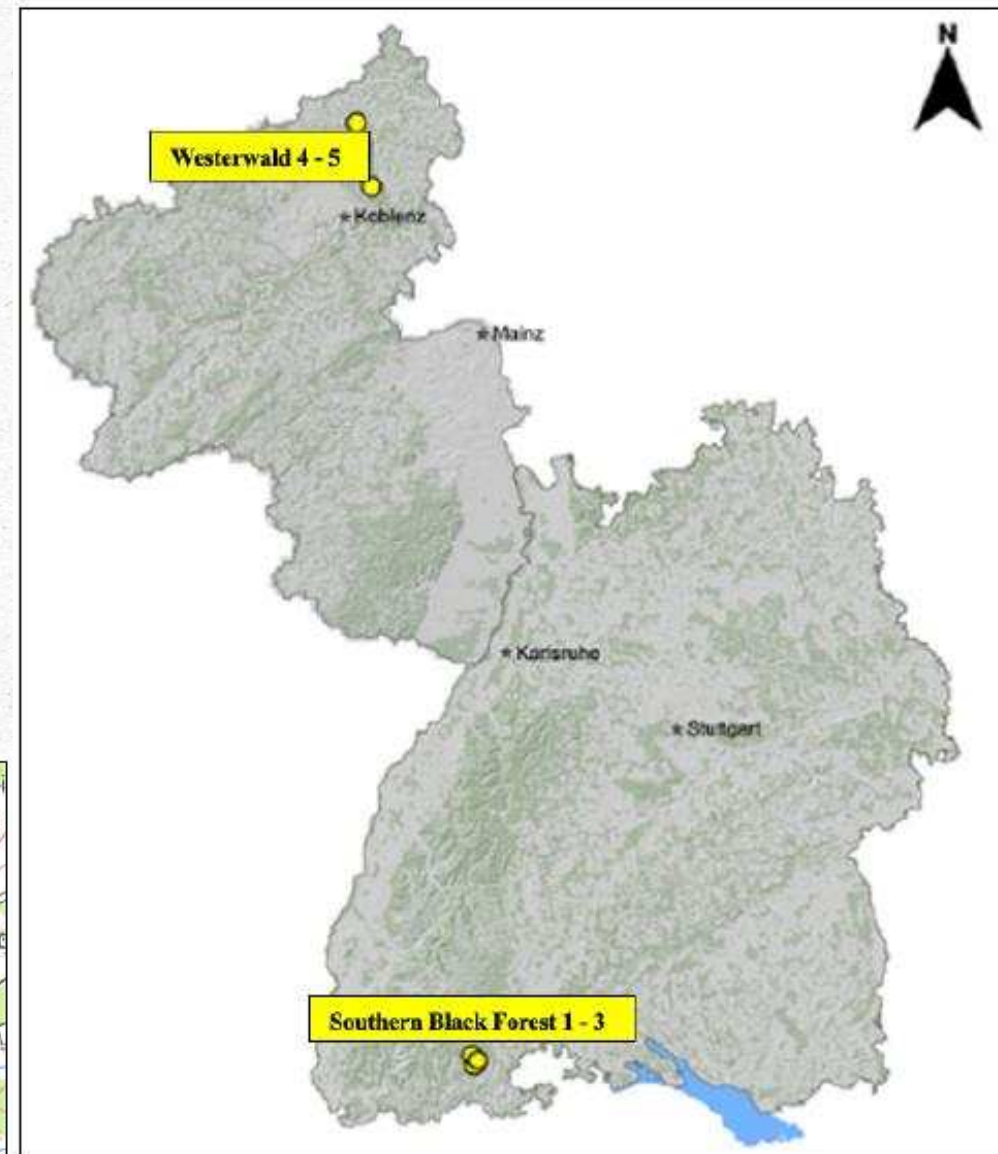 N
Westerwald 4 - 5
Koblenz
Mainz
Karlsruhe
Stuttgart
Southern Black Forest 1 - 3